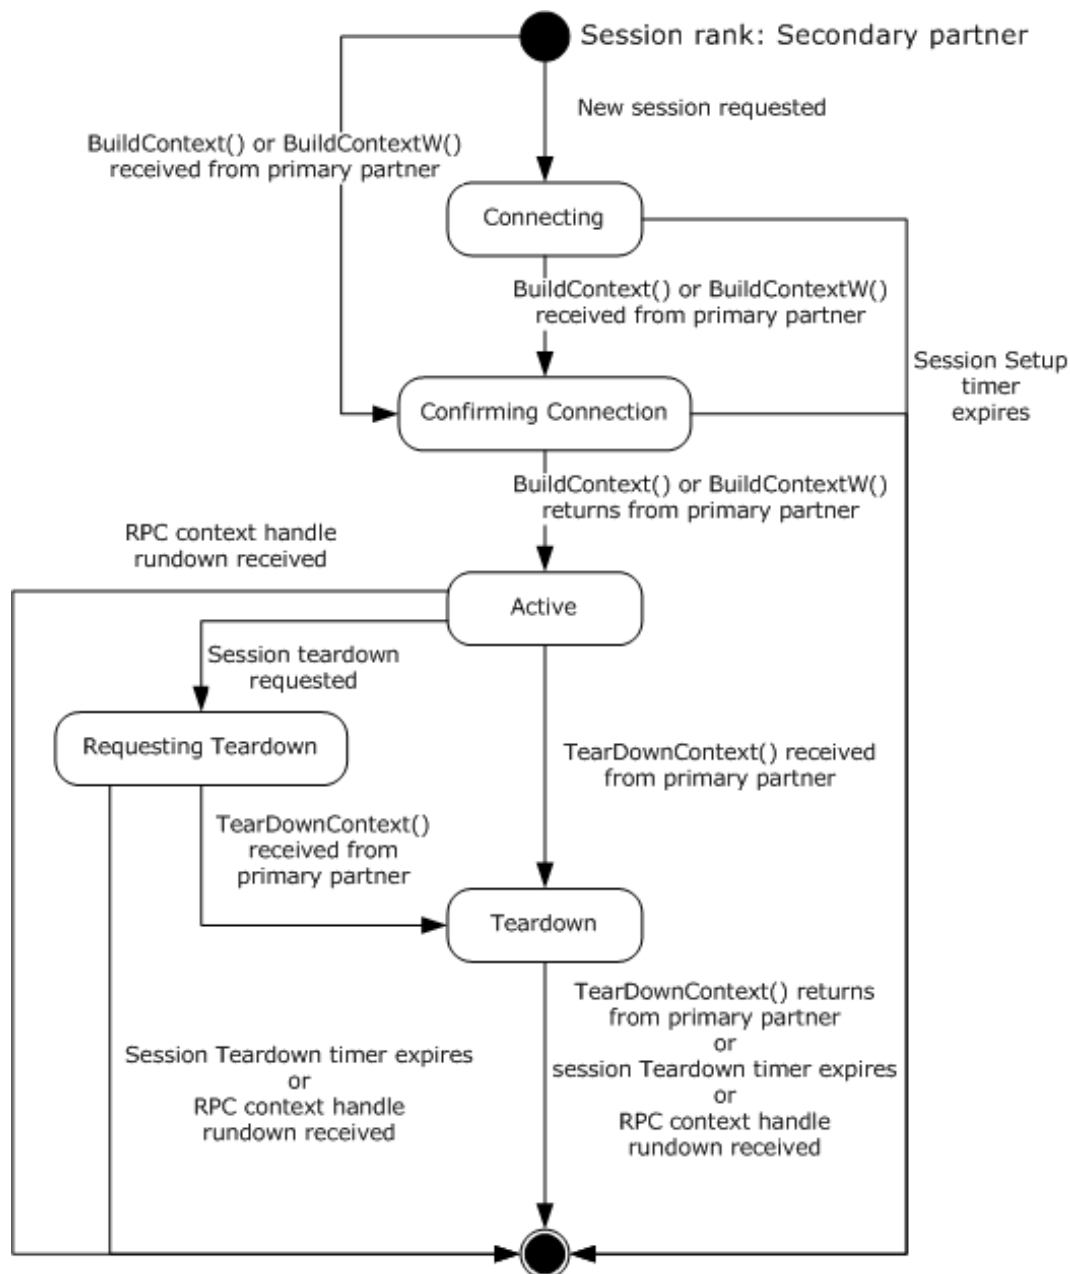 Session rank: Secondary partner
New session requested
BuildContext() or BuildContextW()
received from primary partner
Connecting
BuildContext() or BuildContextW()
received from primary partner
Session Setup
timer
expires
Confirming Connection
BuildContext() or BuildContextW()
returns from primary partner
RPC context handle
rundown received
Active
Session teardown
requested
Requesting Teardown
TearDownContext() received
from primary partner
TearDownContext()
received from
primary partner
Teardown
TearDownContext() returns
from primary partner
or
session Teardown timer expires
or
RPC context handle
rundown received
Session Teardown timer expires
or
RPC context handle
rundown received